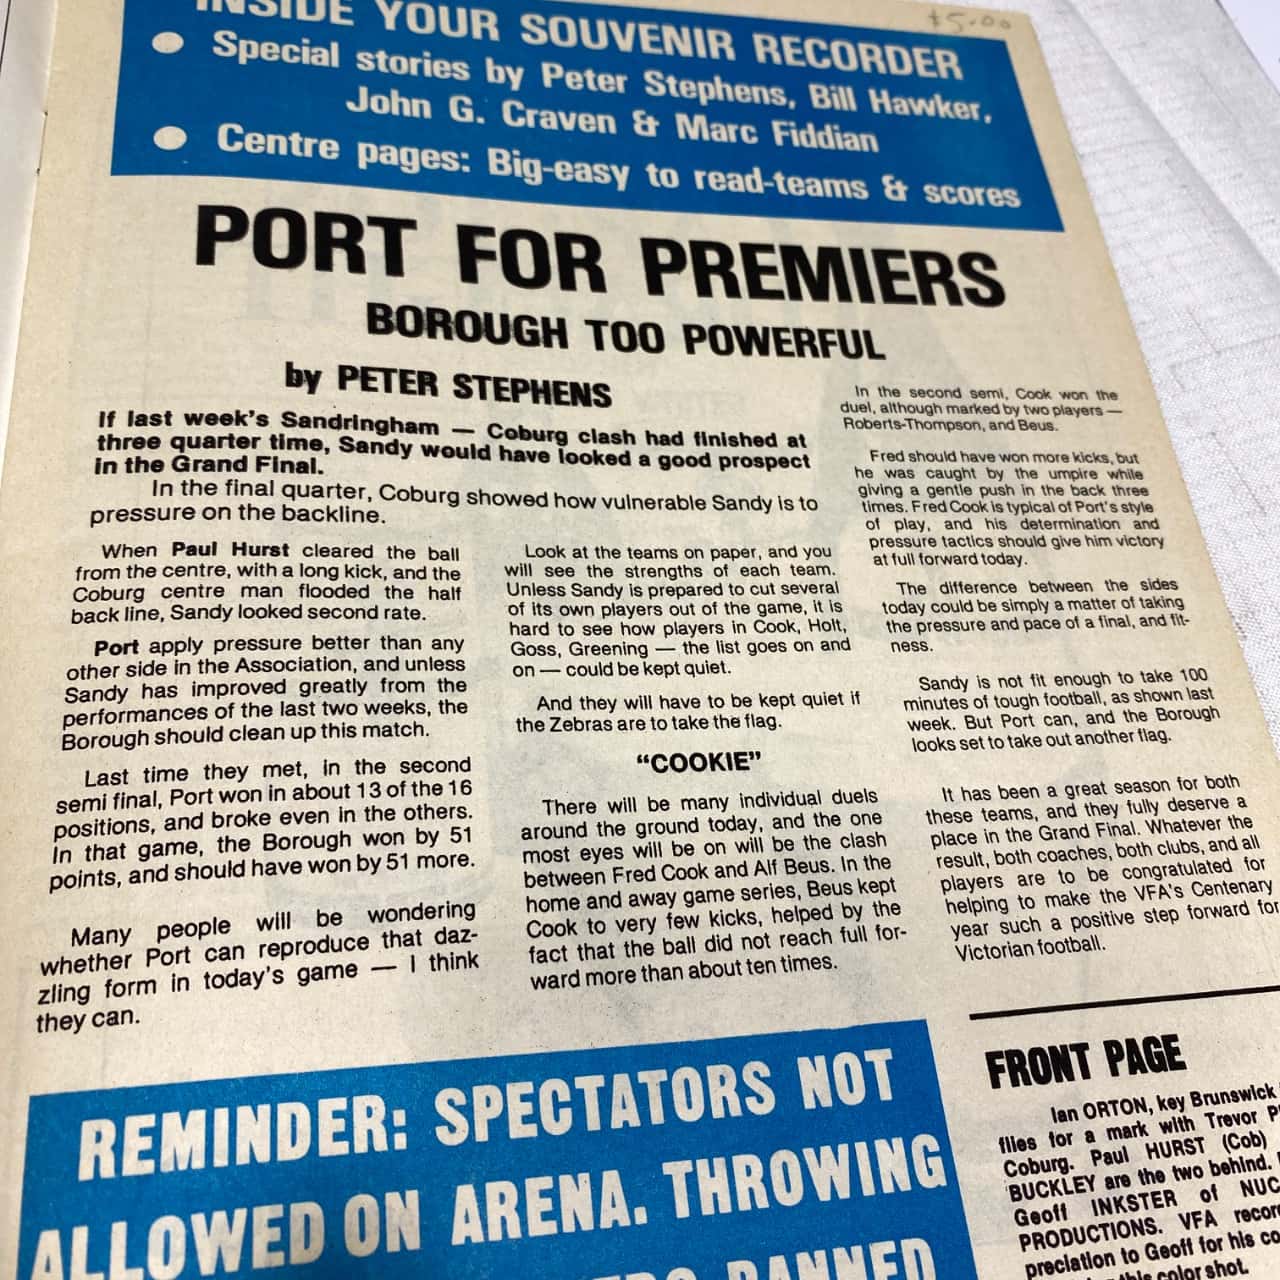 $5.00
INSIDE YOUR SOUVENIR RECORDER
● Special stories by Peter Stephens, Bill Hawker,
John G. Craven & Marc Fiddian
● Centre pages: Big-easy to read-teams & scores
PORT FOR PREMIERS
BOROUGH TOO POWERFUL
by PETER STEPHENS
If last week's Sandringham — Coburg clash had finished at
three quarter time, Sandy would have looked a good prospect
in the Grand Final.
In the final quarter, Coburg showed how vulnerable Sandy is to
pressure on the backline.
When Paul Hurst cleared the ball
from the centre, with a long kick, and the
Coburg centre man flooded the half
back line, Sandy looked second rate.
Port apply pressure better than any
other side in the Association, and unless
Sandy has improved greatly from the
performances of the last two weeks, the
Borough should clean up this match.
Last time they met, in the second
semi final, Port won in about 13 of the 16
positions, and broke even in the others.
In that game, the Borough won by 51
points, and should have won by 51 more.
Many people will be wondering
whether Port can reproduce that daz-
zling form in today's game — I think
they can.
Look at the teams on paper, and you
will see the strengths of each team.
Unless Sandy is prepared to cut several
of its own players out of the game, it is
hard to see how players in Cook, Holt,
Goss, Greening — the list goes on and
on — could be kept quiet.
And they will have to be kept quiet if
the Zebras are to take the flag.
"COOKIE"
There will be many individual duels
around the ground today, and the one
most eyes will be on will be the clash
between Fred Cook and Alf Beus. In the
home and away game series, Beus kept
Cook to very few kicks, helped by the
fact that the ball did not reach full for-
ward more than about ten times.
In the second semi, Cook won the
duel, although marked by two players —
Roberts-Thompson, and Beus.
Fred should have won more kicks, but
he was caught by the umpire while
giving a gentle push in the back three
times. Fred Cook is typical of Port's style
of play, and his determination and
pressure tactics should give him victory
at full forward today.
The difference between the sides
today could be simply a matter of taking
the pressure and pace of a final, and fit-
ness.
Sandy is not fit enough to take 100
minutes of tough football, as shown last
week. But Port can, and the Borough
looks set to take out another flag.
It has been a great season for both
these teams, and they fully deserve a
place in the Grand Final. Whatever the
result, both coaches, both clubs, and all
players are to be congratulated for
helping to make the VFA's Centenary
year such a positive step forward for
Victorian football.
REMINDER: SPECTATORS NOT
ALLOWED ON ARENA. THROWING
BANNED
FRONT PAGE
Ian ORTON, key Brunswick
flies for a mark with Trevor
Coburg. Paul HURST (Cob)
BUCKLEY are the two behind.
Geoff INKSTER of
PRODUCTIONS. VFA
preciation to Geoff for his
this color shot.